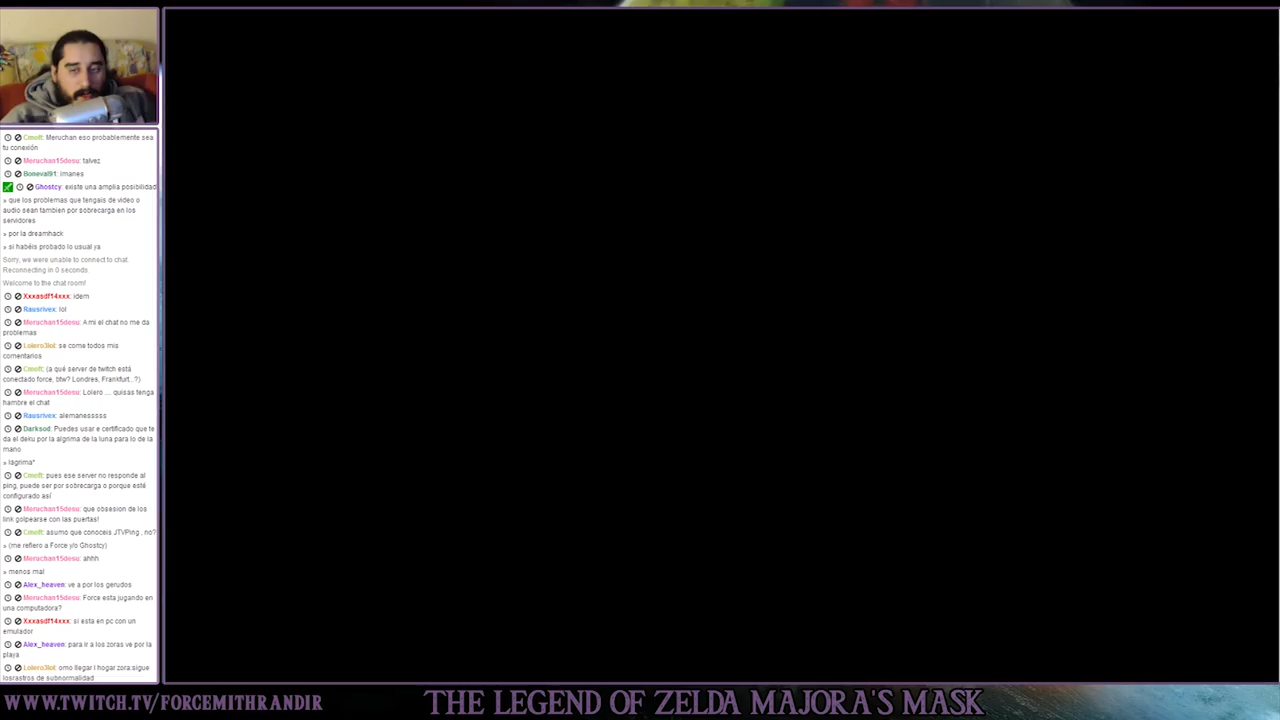 Cmoft: Meruchan eso probablemente sea
tu conexión
Meruchan15desu: talvez
Boneval91: imanes
Ghostcy: existe una amplia posibilidad
» que los problemas que tengais de video o
audio sean tambien por sobrecarga en los
servidores
» por la dreamhack
» si habéis probado lo usual ya
Sorry, we were unable to connect to chat.
Reconnecting in 0 seconds.
Welcome to the chat room!
Xxxasdf14xxx: idem
Rausrivex: lol
Meruchan15desu: A mi el chat no me da
problemas
Lolero3lol: se come todos mis
comentarios
Cmoft: (a qué server de twitch está
conectado force, btw? Londres, Frankfurt...?)
Meruchan15desu: Lolero .... quisas tenga
hambre el chat
Rausrivex: alemanesssss
Darksod: Puedes usar e certificado que te
da el deku por la algrima de la luna para lo de la
mano
» lágrima*
Cmoft: pues ese server no responde al
ping, puede ser por sobrecarga o porque esté
configurado así
Meruchan15desu: que obsesion de los
link golpearse con las puertas!
Cmoft: asumo que conoceis JTVPing , no?
» (me refiero a Force y/o Ghostcy)
Meruchan15desu: ahhh
» menos mal
Alex_heaven: ve a por los gerudos
Meruchan15desu: Force esta jugando en
una computadora?
Xxxasdf14xxx: si esta en pc con un
emulador
Alex_heaven: para ir a los zoras ve por la
playa
Lolero3lol: omo llegar l hogar zora:sigue
losrastros de subnormalidad
WWW.TWITCH.TV/FORCEMITHRANDIR
THE LEGEND OF ZELDA MAJORA'S MASK